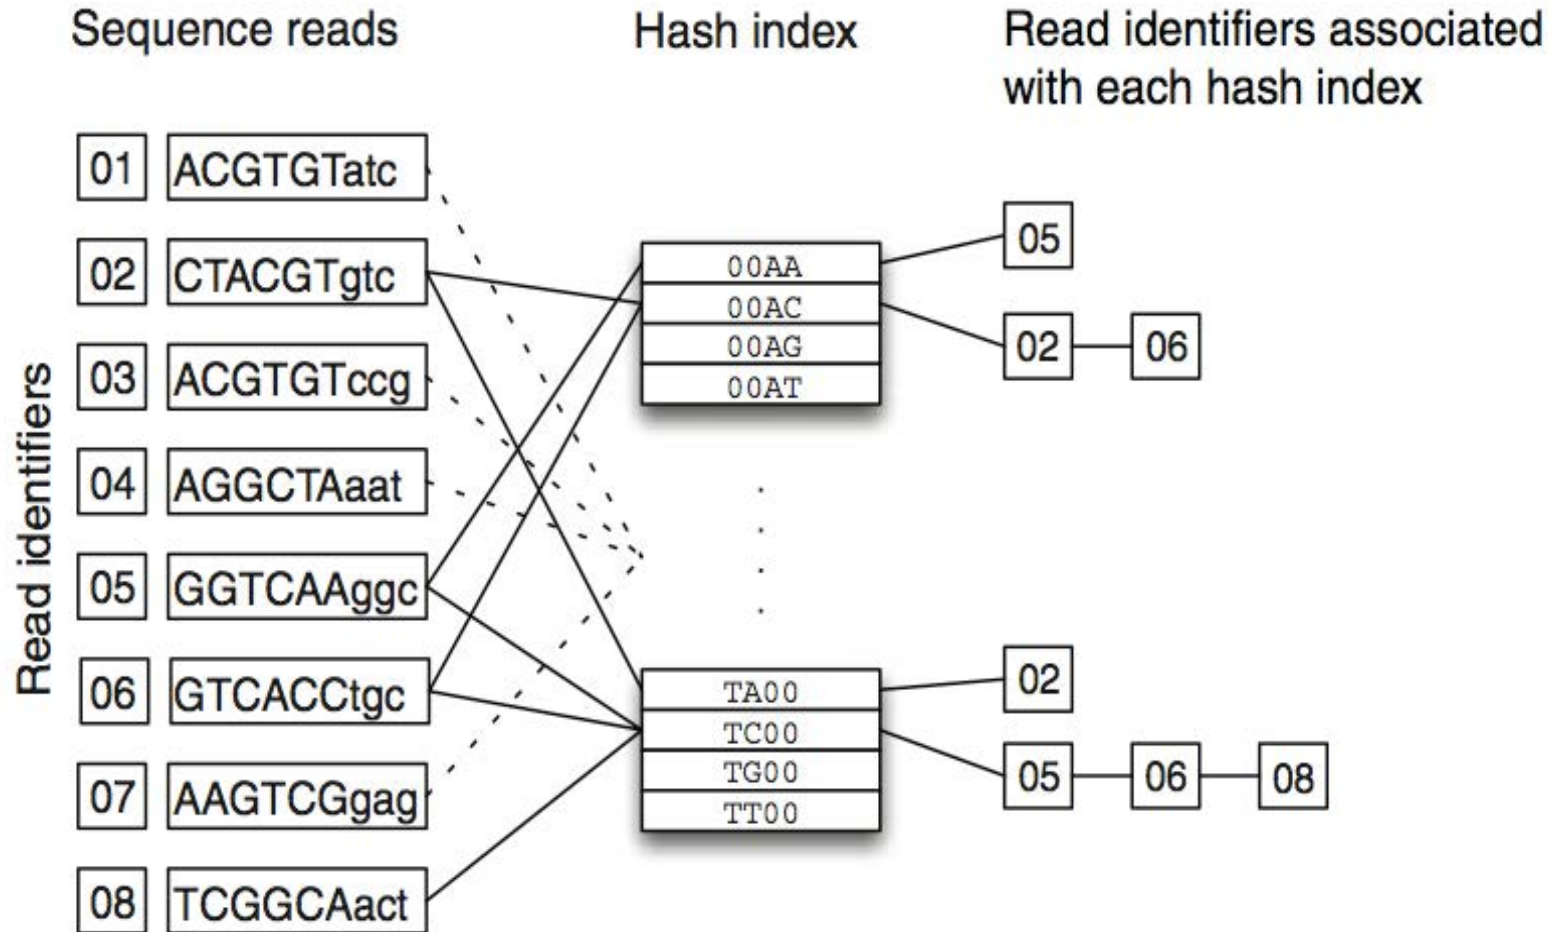 Sequence reads
Hash index
Read identifiers associated
with each hash index
Read identifiers
01 ACGTGTatc
02 CTACGTgtc
03 ACGTGTccg
04 AGGCTAaat
05 GGTCAAggc
06 GTCACCtgc
07 AAGTCGgag
08 TCGGCAact
00AA
00AC
00AG
00AT
TA00
TC00
TG00
TT00
05
02 06
02
05 06 08